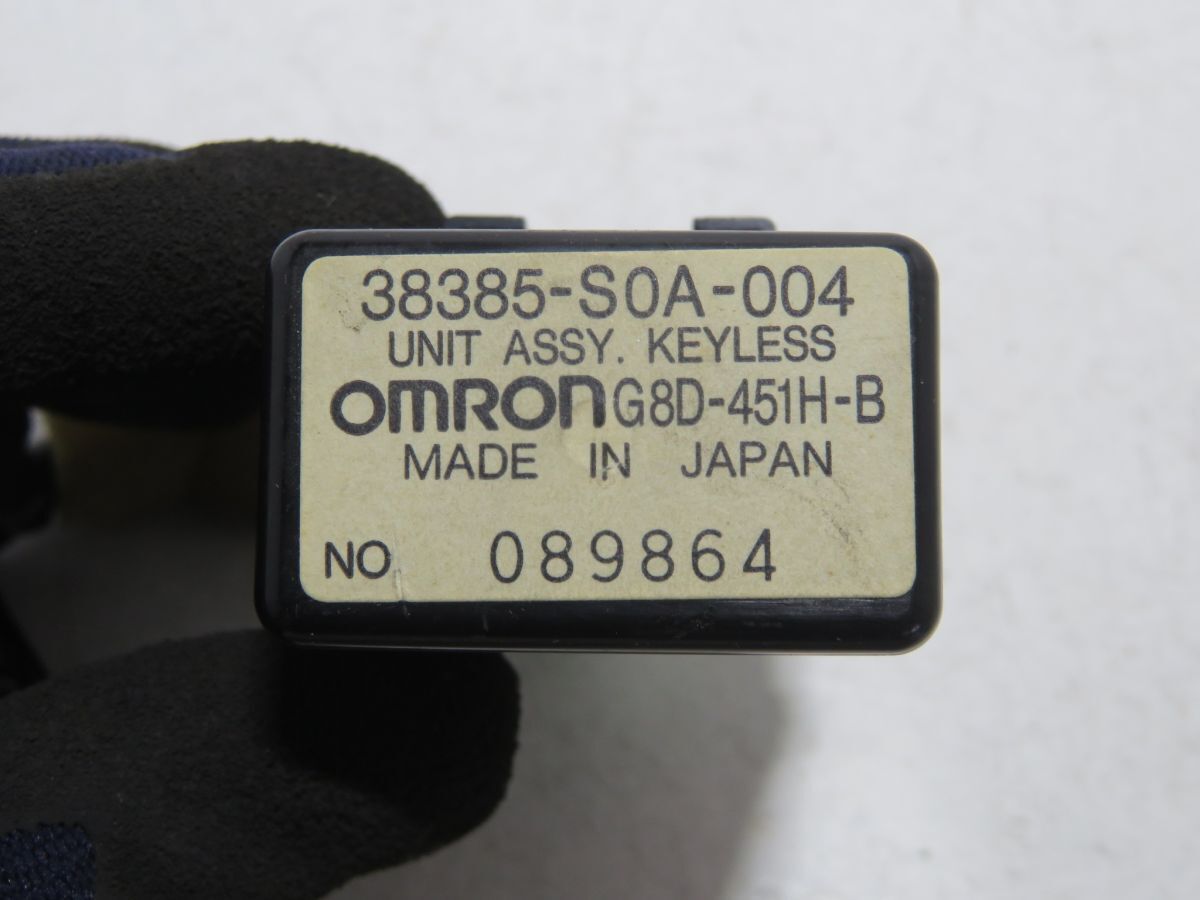 38385-S0A-004
UNIT ASSY. KEYLESS
OMRON G8D-451H-B
MADE IN JAPAN
NO 089864